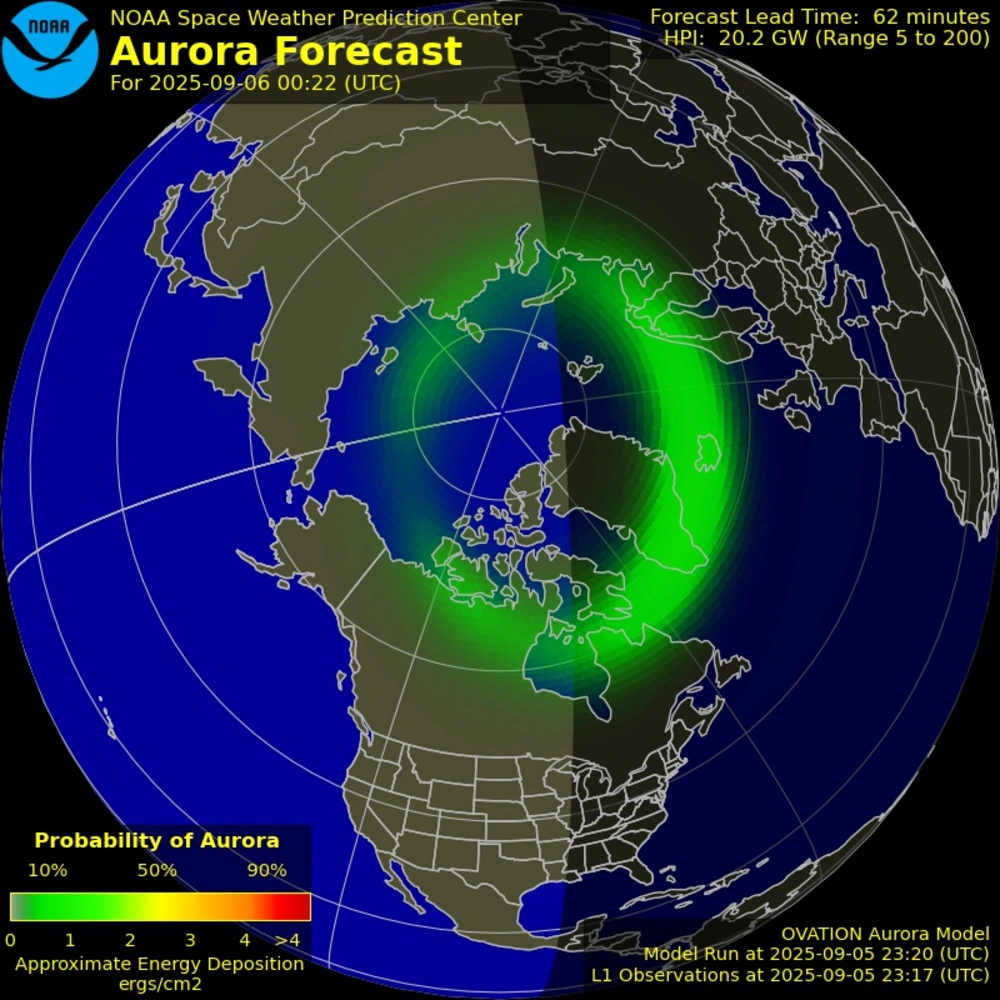 NOAA
NOAA Space Weather Prediction Center
Aurora Forecast
For 2025-09-06 00:22 (UTC)
Forecast Lead Time: 62 minutes
HPI: 20.2 GW (Range 5 to 200)
Probability of Aurora
10% 50% 90%
0 1 2 3 4 >4
Approximate Energy Deposition
ergs/cm2
OVATION Aurora Model
Model Run at 2025-09-05 23:20 (UTC)
L1 Observations at 2025-09-05 23:17 (UTC)